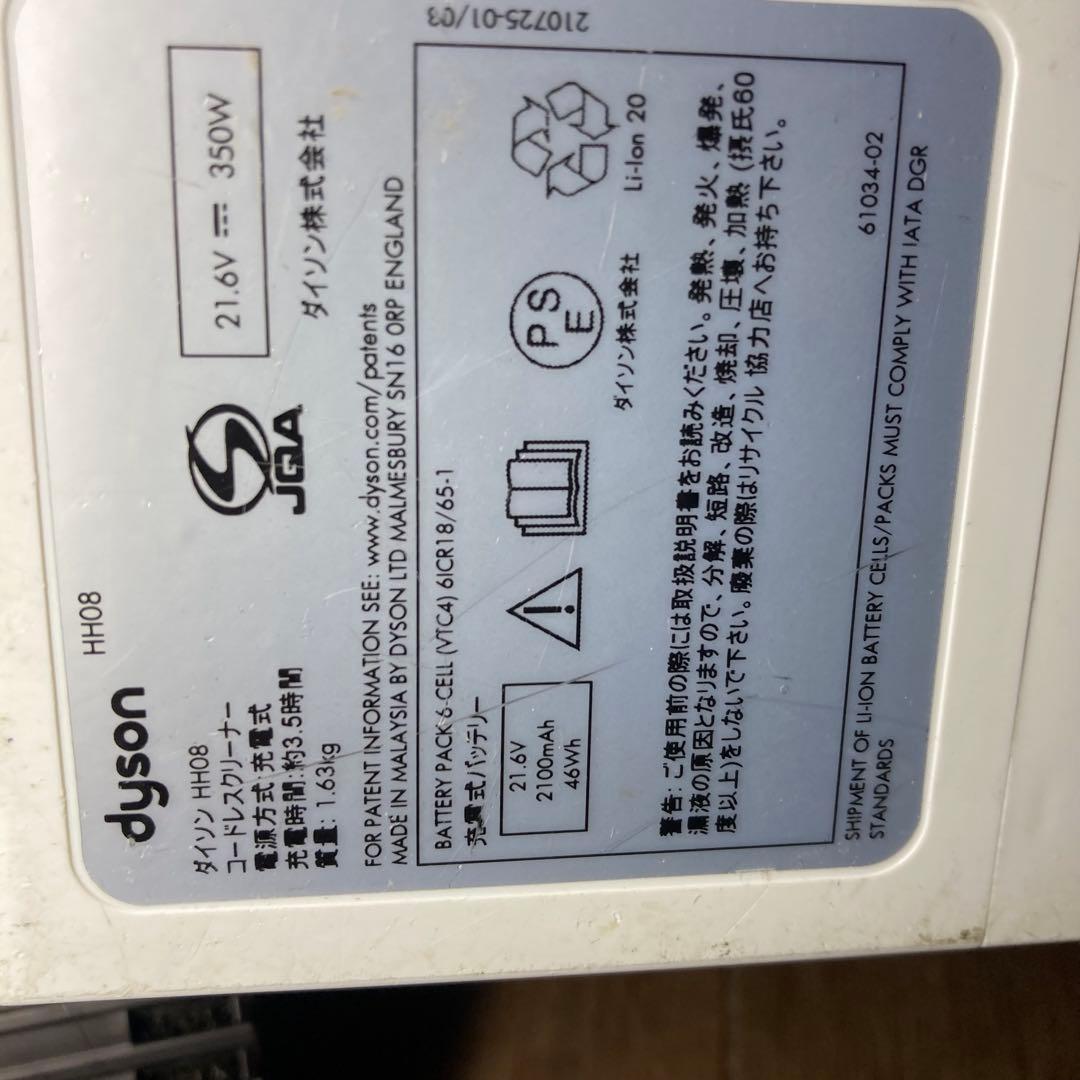 dyson HH08
ダイソン HH08
コードレスクリーナー
電源方式:充電式
充電時間:約3.5時間
質量: 1.63kg
JQA
21.6V ⎓ 350W
ダイソン株式会社
FOR PATENT INFORMATION SEE: www.dyson.com/patents
MADE IN MALAYSIA BY DYSON LTD MALMESBURY SN16 0RP ENGLAND
BATTERY PACK 6-CELL (VTC4) 6ICR18/65-1
充電式バッテリー
21.6V
2100mAh
46Wh
PSE
ダイソン株式会社
Li-Ion 20
警告: ご使用前の際には取扱説明書をお読みください。発熱、発火、爆発、
漏液の原因となりますので、分解、短路、改造、焼却、圧壊、加熱 (摂氏60
度以上)をしないで下さい。廃棄の際はリサイクル 協力店へお持ち下さい。
61034-02
SHIPMENT OF LI-ION BATTERY CELLS/PACKS MUST COMPLY WITH IATA DGR
STANDARDS
210725-01/03